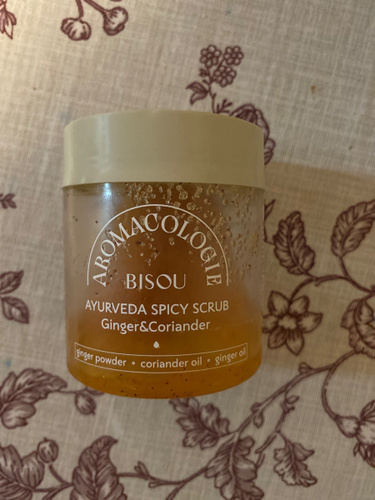 AROMACOLOGIE
BISOU
AYURVEDA SPICY SCRUB
Ginger&Coriander
ginger powder • coriander oil • ginger oil